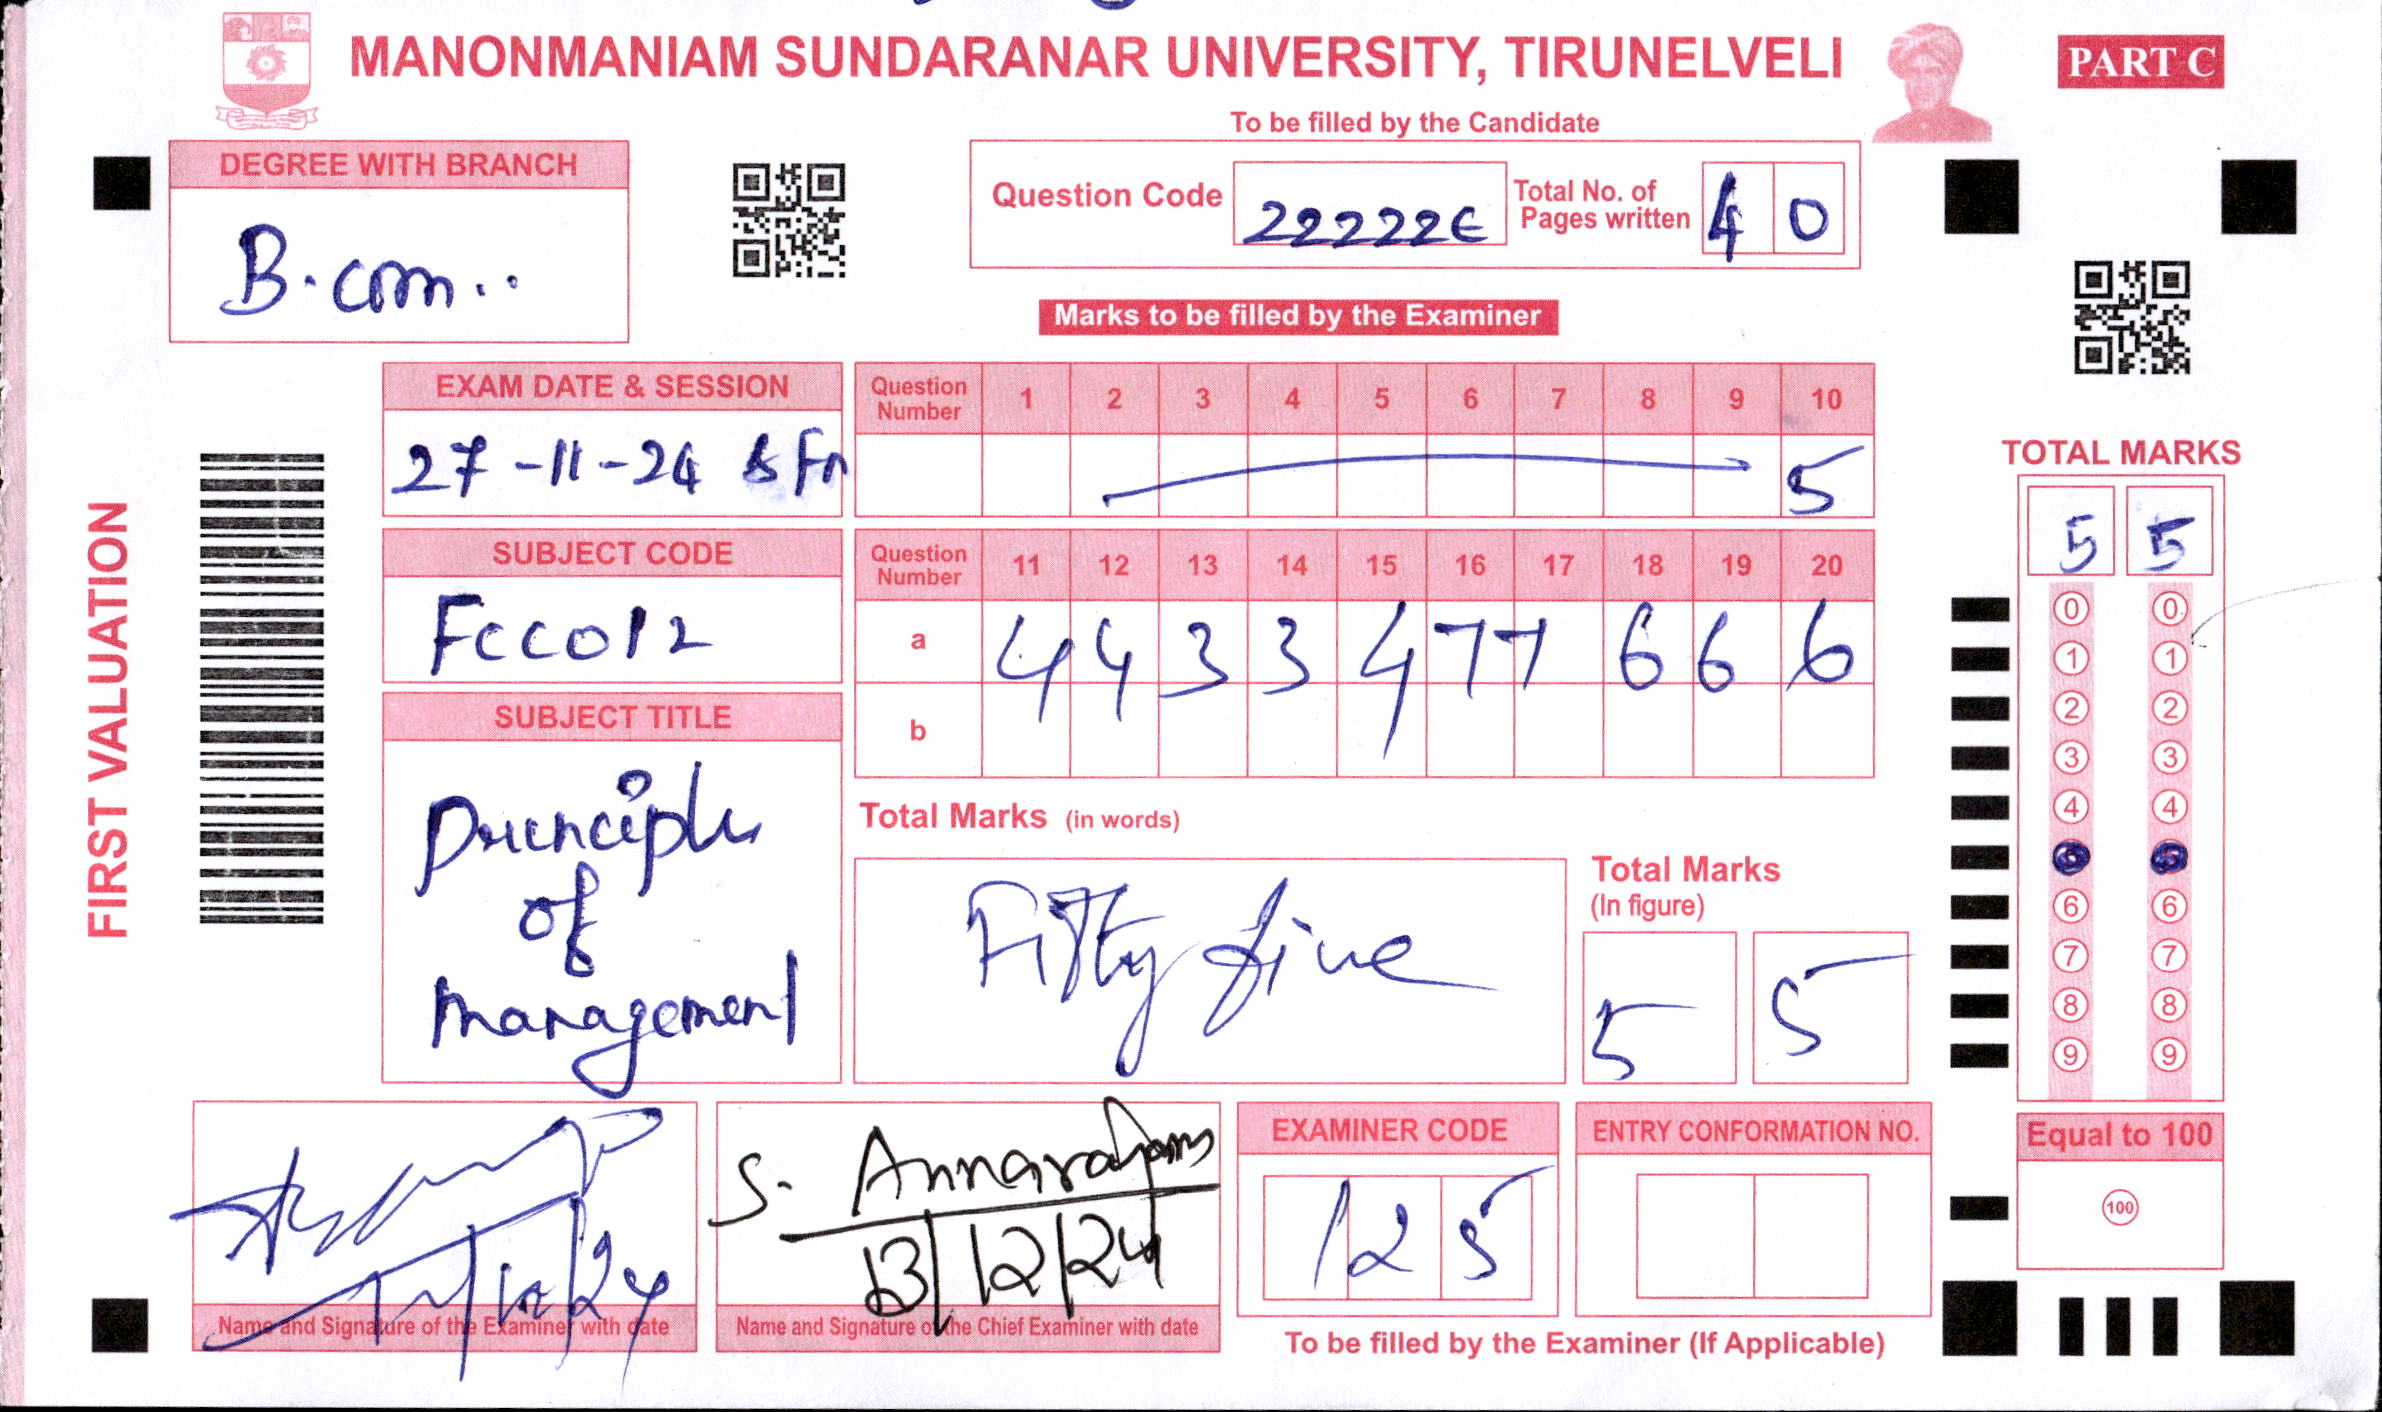 MANONMANIAM SUNDARANAR UNIVERSITY, TIRUNELVELI
PART C
To be filled by the Candidate
DEGREE WITH BRANCH
B.com..
Question Code
22222E
Total No. of
Pages written
4 0
Marks to be filled by the Examiner
EXAM DATE & SESSION
27-11-24 & Fn
Question Number 1 2 3 4 5 6 7 8 9 10
5
SUBJECT CODE
FCC012
Question Number 11 12 13 14 15 16 17 18 19 20
a 4 4 3 3 4 7 7 6 6 6
b
SUBJECT TITLE
Principles
of
management
Total Marks (in words)
Fifty five
Total Marks
(In figure)
5 5
FIRST VALUATION
TOTAL MARKS
5 5
0 0
1 1
2 2
3 3
4 4
6 6
7 7
8 8
9 9
Equal to 100
100
12/24
Name and Signature of the Examiner with date
S.
13/12/24
Name and Signature of the Chief Examiner with date
EXAMINER CODE
1 2 5
ENTRY CONFORMATION NO.
To be filled by the Examiner (If Applicable)